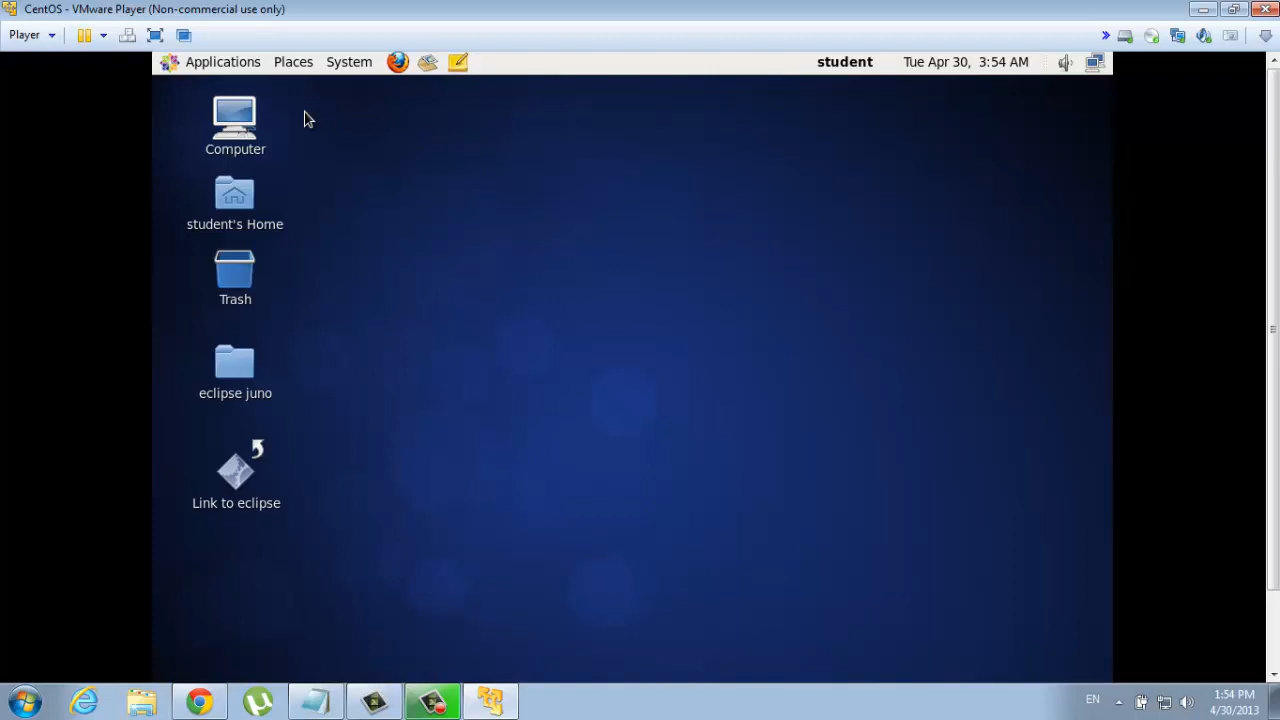 CentOS - VMware Player (Non-commercial use only)
Player
Applications Places System student Tue Apr 30, 3:54 AM
Computer
student's Home
Trash
eclipse juno
Link to eclipse
EN 1:54 PM
4/30/2013